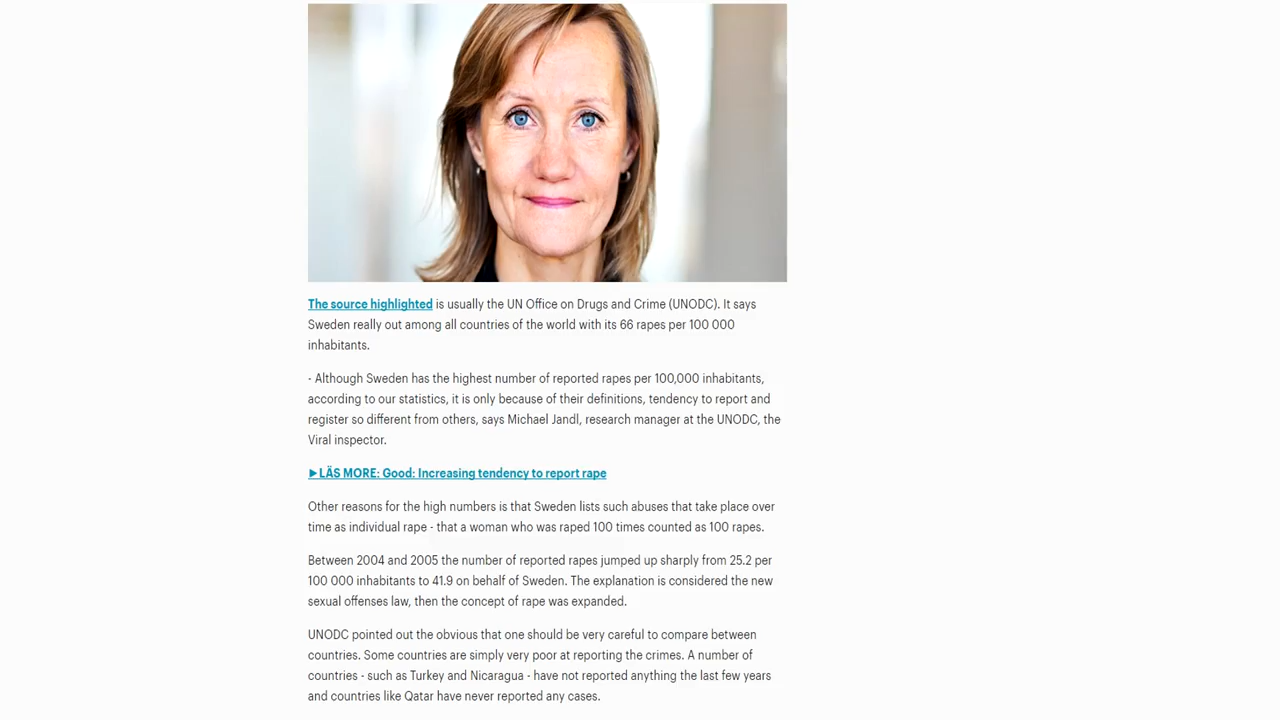 The source highlighted is usually the UN Office on Drugs and Crime (UNODC). It says
Sweden really out among all countries of the world with its 66 rapes per 100 000
inhabitants.
- Although Sweden has the highest number of reported rapes per 100,000 inhabitants,
according to our statistics, it is only because of their definitions, tendency to report and
register so different from others, says Michael Jandl, research manager at the UNODC, the
Viral inspector.
►LÄS MORE: Good: Increasing tendency to report rape
Other reasons for the high numbers is that Sweden lists such abuses that take place over
time as individual rape - that a woman who was raped 100 times counted as 100 rapes.
Between 2004 and 2005 the number of reported rapes jumped up sharply from 25.2 per
100 000 inhabitants to 41.9 on behalf of Sweden. The explanation is considered the new
sexual offenses law, then the concept of rape was expanded.
UNODC pointed out the obvious that one should be very careful to compare between
countries. Some countries are simply very poor at reporting the crimes. A number of
countries - such as Turkey and Nicaragua - have not reported anything the last few years
and countries like Qatar have never reported any cases.